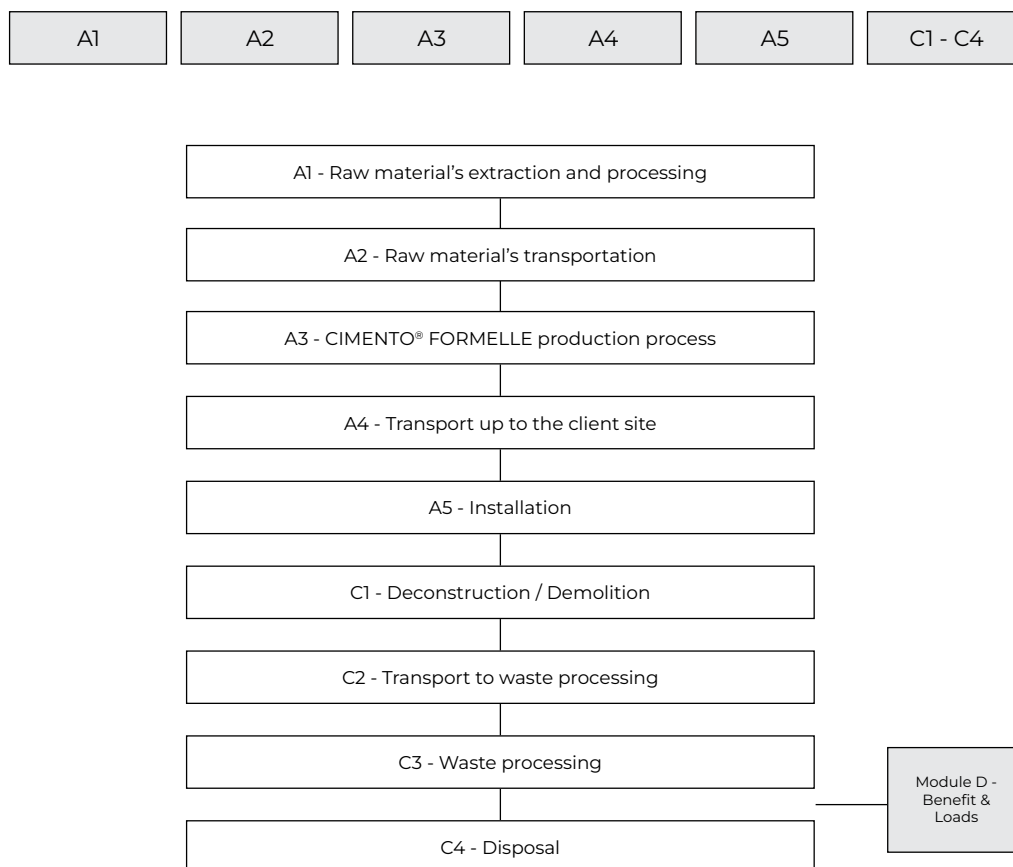 A1
A2
A3
A4
A5
C1 - C4
A1 - Raw material's extraction and processing
A2 - Raw material's transportation
A3 - CIMENTO® FORMELLE production process
A4 - Transport up to the client site
A5 - Installation
C1 - Deconstruction / Demolition
C2 - Transport to waste processing
C3 - Waste processing
Module D -
Benefit &
Loads
C4 - Disposal